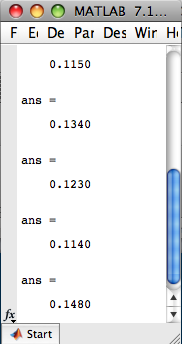 MATLAB 7.1...
F Ec De Par Des Wir He
0.1150
ans =
0.1340
ans =
0.1230
ans =
0.1140
ans =
0.1480
fx
Start